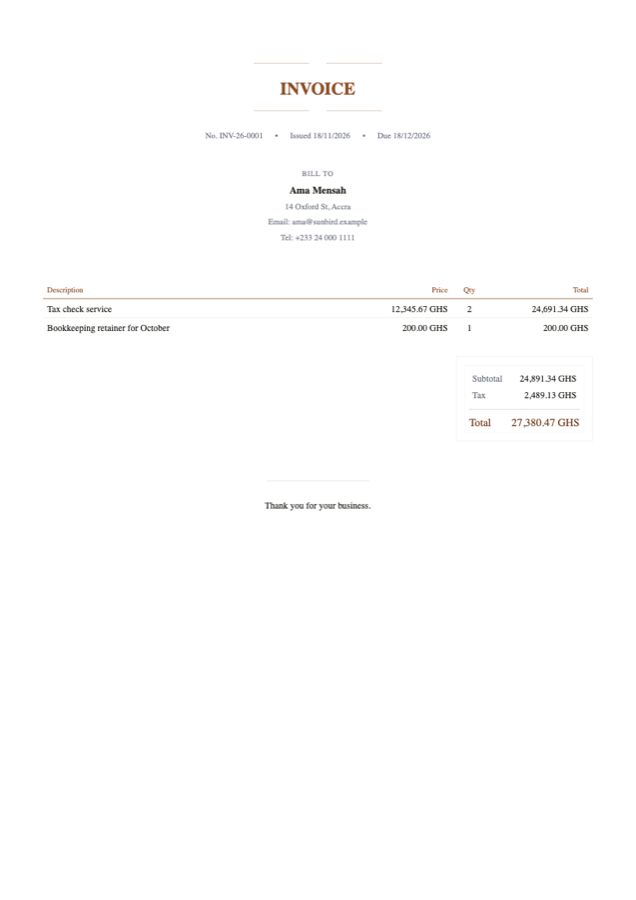 INVOICE
No. INV-26-0001 • Issued 18/11/2026 • Due 18/12/2026
BILL TO
Ama Mensah
14 Oxford St, Accra
Email: ama@sunbird.example
Tel: +233 24 000 1111
Description Price Qty Total
Tax check service 12,345.67 GHS 2 24,691.34 GHS
Bookkeeping retainer for October 200.00 GHS 1 200.00 GHS
Subtotal 24,891.34 GHS
Tax 2,489.13 GHS
Total 27,380.47 GHS
Thank you for your business.